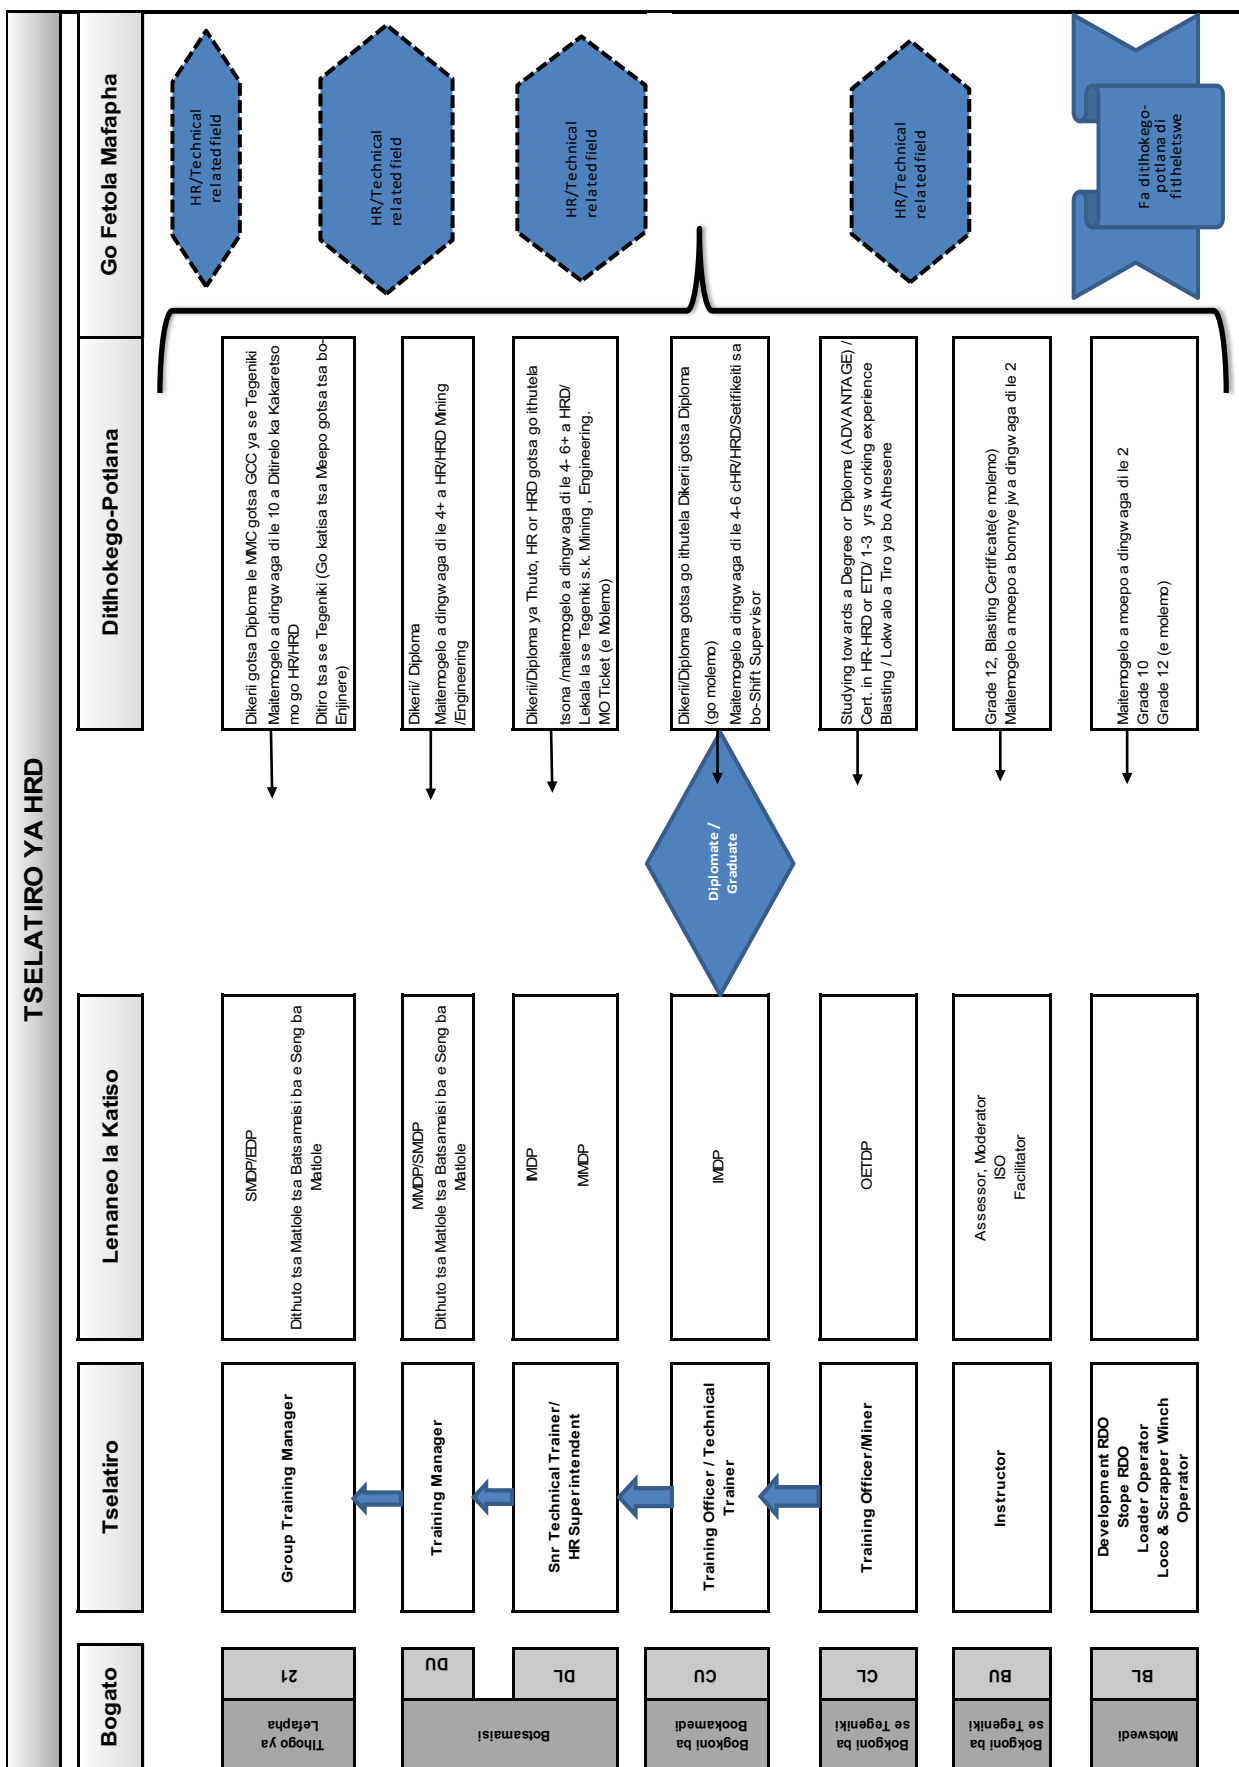 TSELATIRO YA HRD
Bogato
Tselatiro
Lenaneo la Katiso
Ditlhokego-Potlana
Go Fetola Mafapha
Tlhogo ya
Lefapha
21
Group Training Manager
SMDP/EDP
Dithuto tsa Matlole tsa Batsamaisi ba e Seng ba
Matlole
Dikerii gotsa Diploma le MMC gotsa GCC ya se Tegeniki
Maitemogelo a dingwaga di le 10 a Ditirelo ka Kakaretso
mo go HR/HRD
Ditiro tsa se Tegeniki (Go katisa tsa Meepo gotsa tsa bo-
Enjinere)
HR/Technical
related field
Botsamaisi
DU
Training Manager
MMDP/SMDP
Dithuto tsa Matlole tsa Batsamaisi ba e Seng ba
Matlole
Dikerii/ Diploma
Maitemogelo a dingwaga di le 4+ a HR/HRD Mining
/Engineering
HR/Technical
related field
DL
Snr Technical Trainer/
HR Superintendent
IMDP
MMDP
Dikerii/Diploma ya Thuto, HR or HRD gotsa go ithutela
tsona /maitemogelo a dingwaga di le 4- 6+ a HRD/
Lekala la se Tegeniki s.k. Mining , Engineering.
MO Ticket (e Molemo)
HR/Technical
related field
Bogkoni ba
Bookamedi
CU
Training Officer / Technical
Trainer
IMDP
Diplomate /
Graduate
Dikerii/Diploma gotsa go ithutela Dikerii gotsa Diploma
(go molemo)
Maitemogelo a dingwaga di le 4-6 cHR/HRD/Setifikeiti sa
bo-Shift Supervisor
Bokgoni ba
se Tegeniki
CL
Training Officer/Miner
OETDP
Studying towards a Degree or Diploma (ADVANTAGE) /
Cert. in HR-HRD or ETD/ 1-3 yrs working experience
Blasting / Lokwalo a Tiro ya bo Athesene
HR/Technical
related field
Bokgoni ba
se Tegeniki
BU
Instructor
Assessor, Moderator
ISO
Facilitator
Grade 12, Blasting Certificate(e molemo)
Maitemogelo a moepo a bonnye jwa dingwaga di le 2
Motswedi
BL
Development RDO
Stope RDO
Loader Operator
Loco & Scrapper Winch
Operator
Maitemogelo a moepo a dingwaga di le 2
Grade 10
Grade 12 (e molemo)
Fa ditlhokego-
potlana di
fitlheletswe